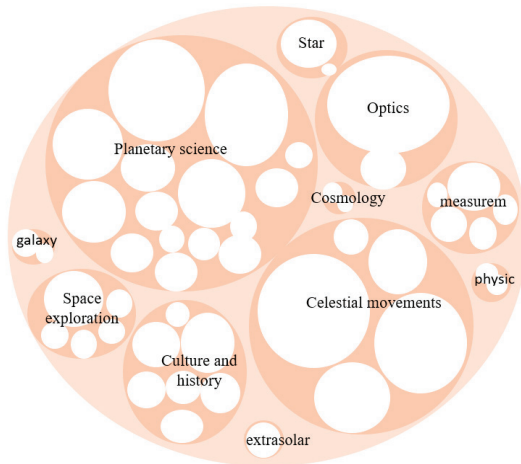 Star
Optics
Planetary science
Cosmology
measurem
galaxy
physic
Space
exploration
Celestial movements
Culture and
history
extrasolar